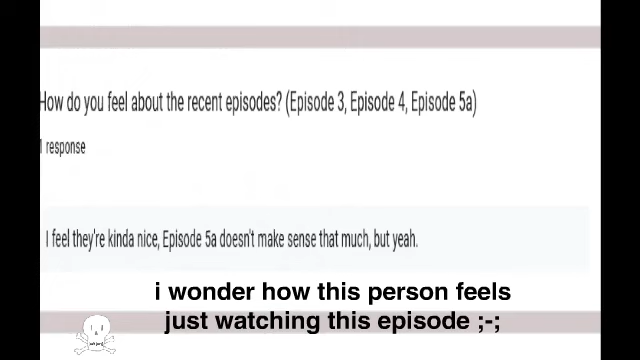 How do you feel about the recent episodes? (Episode 3, Episode 4, Episode 5a)
1 response
I feel they're kinda nice, Episode 5a doesn't make sense that much, but yeah.
i wonder how this person feels
just watching this episode ;-;